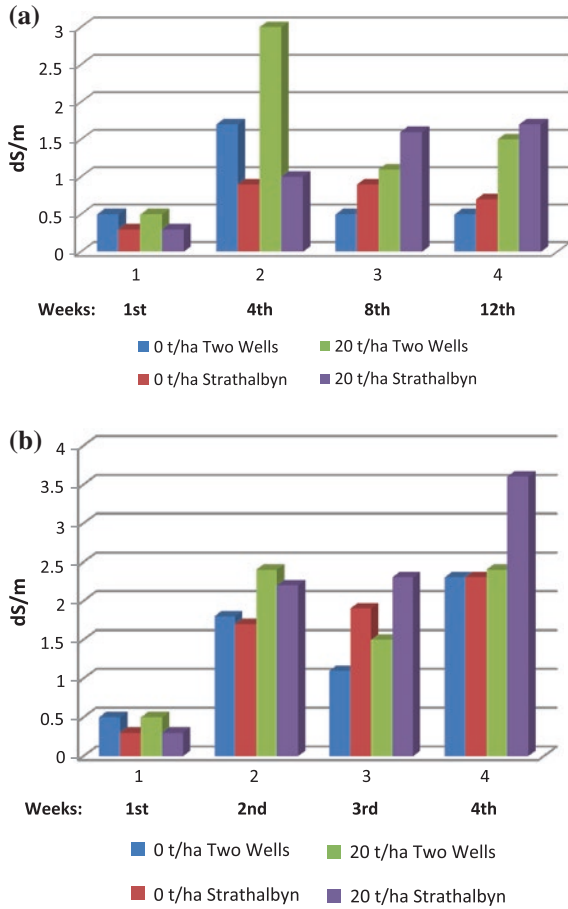 (a)
3
2.5
2
1.5
1
0.5
0
dS/m
1 2 3 4
Weeks: 1st 4th 8th 12th
0 t/ha Two Wells 20 t/ha Two Wells
0 t/ha Strathalbyn 20 t/ha Strathalbyn
(b)
4
3.5
3
2.5
2
1.5
1
0.5
0
dS/m
1 2 3 4
Weeks: 1st 2nd 3rd 4th
0 t/ha Two Wells 20 t/ha Two Wells
0 t/ha Strathalbyn 20 t/ha Strathalbyn